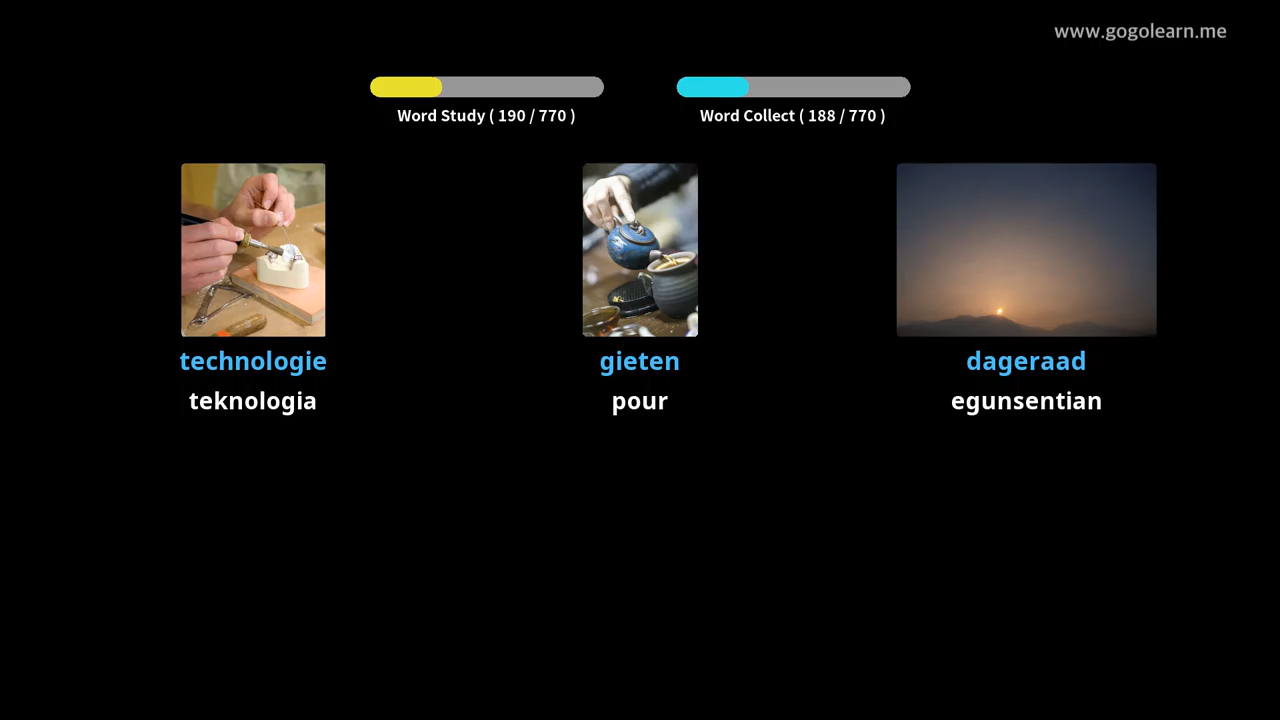 www.gogolearn.me
Word Study ( 190 / 770 )
Word Collect ( 188 / 770 )
technologie
gieten
dageraad
teknologia
pour
egunsentian